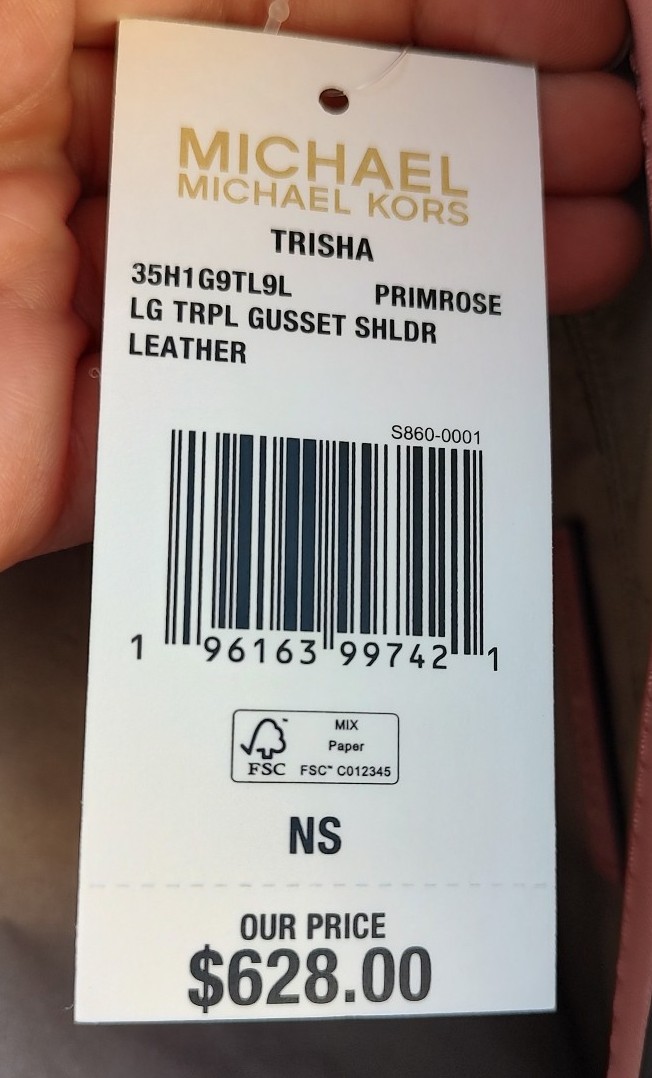 MICHAEL
MICHAEL KORS
TRISHA
35H1G9TL9L PRIMROSE
LG TRPL GUSSET SHLDR
LEATHER
S860-0001
1 96163 99742 1
MIX
Paper
FSC™ C012345
FSC
NS
OUR PRICE
$628.00